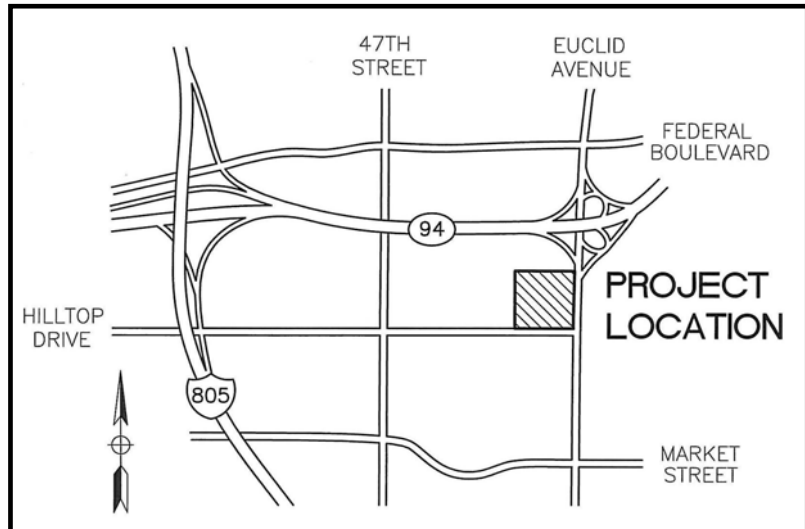 47TH
STREET
EUCLID
AVENUE
FEDERAL
BOULEVARD
94
PROJECT
LOCATION
HILLTOP
DRIVE
805
MARKET
STREET